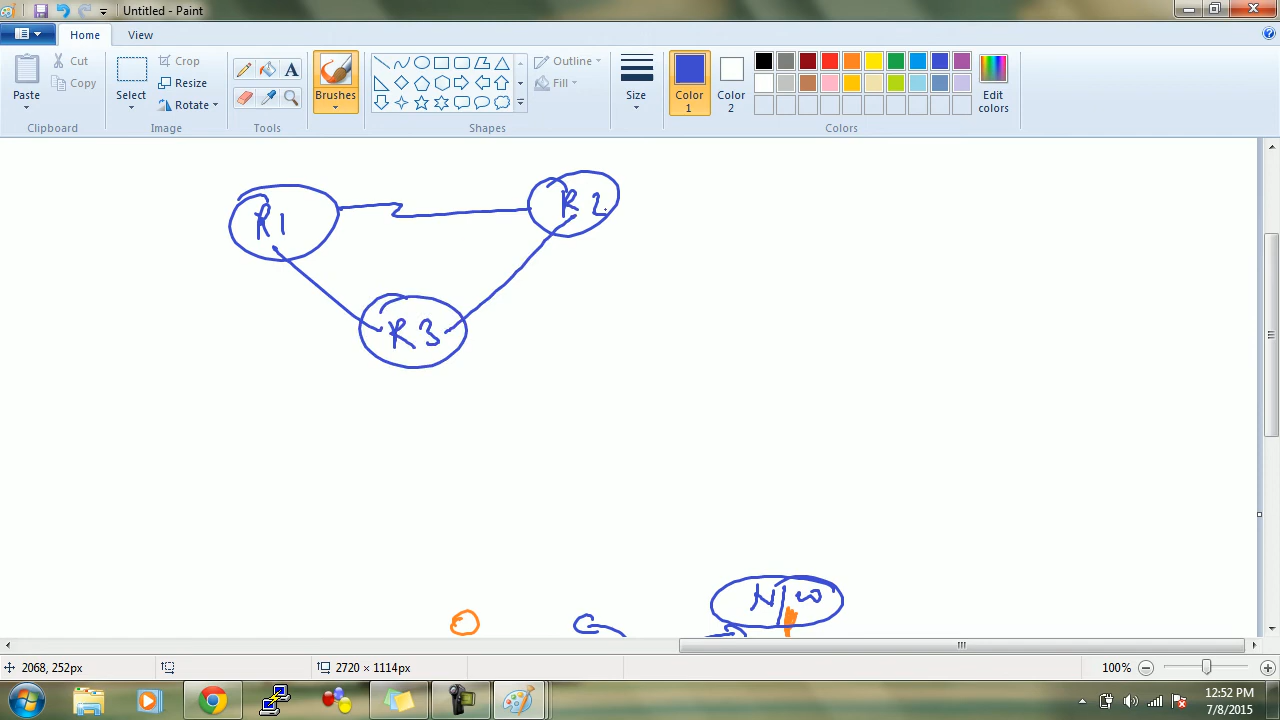 Untitled - Paint
Home View
Paste
Cut
Copy
Clipboard
Select
Crop
Resize
Rotate
Image
A
Tools
Brushes
Outline
Fill
Shapes
Size
Color 1
Color 2
Edit colors
Colors
R1
R2
R3
N/20
2068, 252px
2720 × 1114px
100%
12:52 PM
7/8/2015